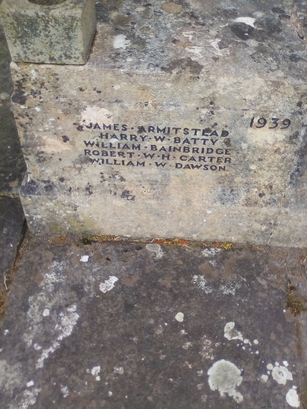 1939
JAMES · ARMITSTEAD
HARRY · W · BATTY
WILLIAM · BAINBRIDGE
ROBERT · W · H · CARTER
WILLIAM · W · DAWSON